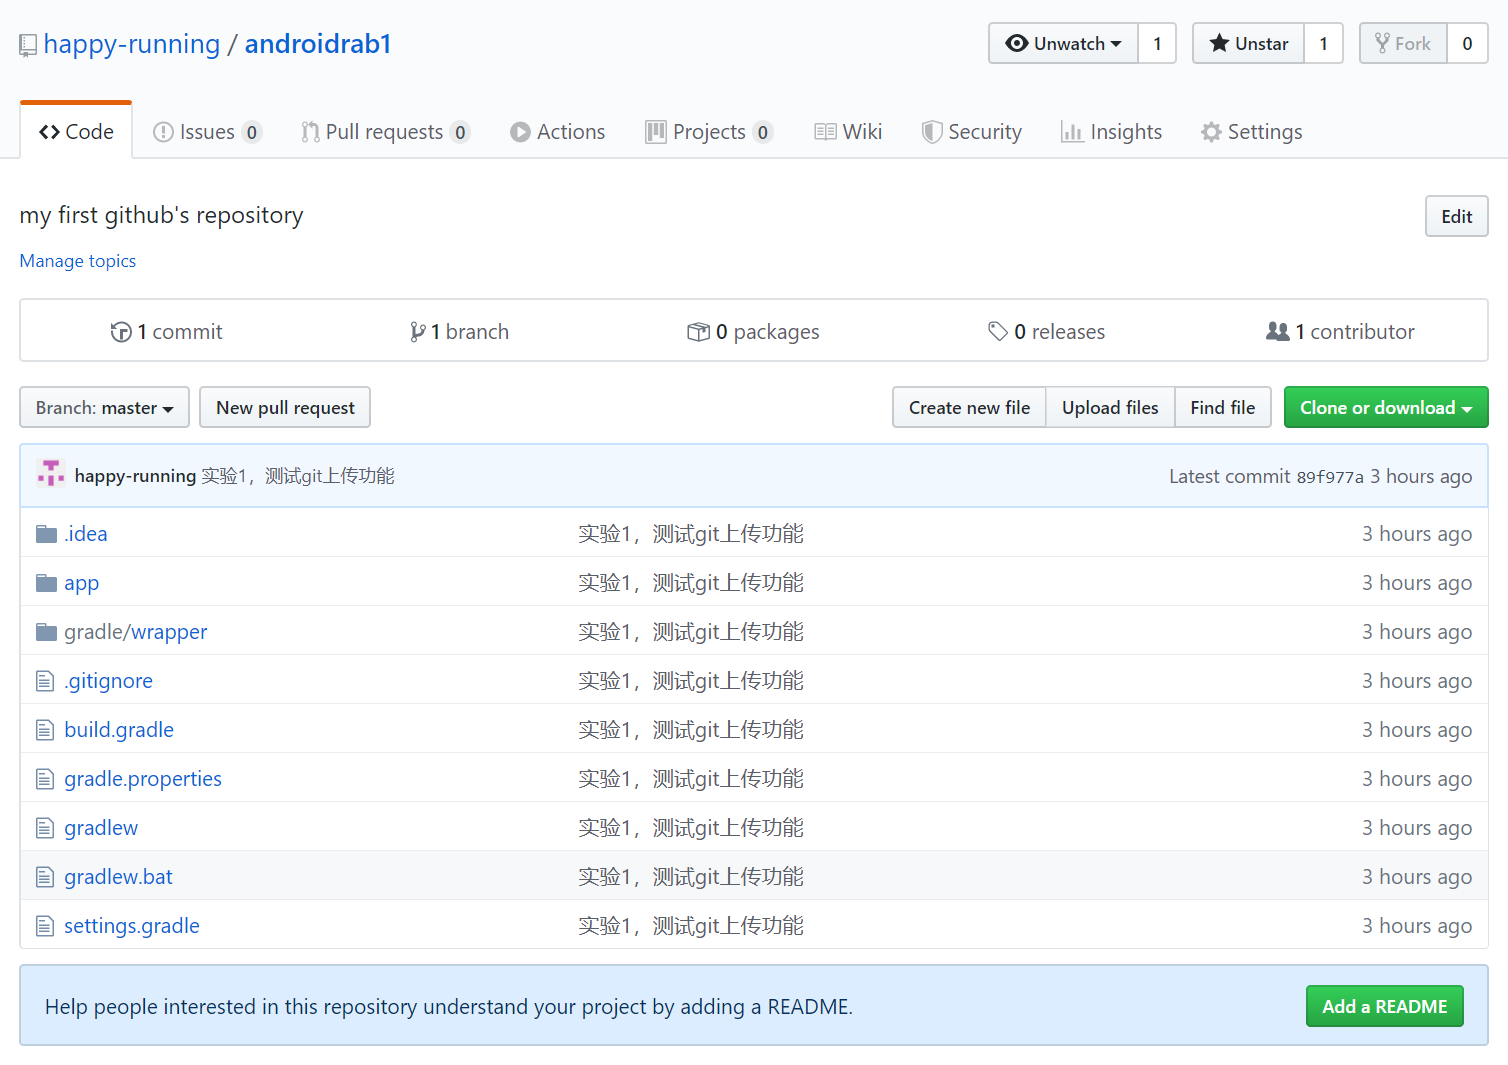 happy-running / androidrab1
Unwatch 1 Unstar 1 Fork 0
Code Issues 0 Pull requests 0 Actions Projects 0 Wiki Security Insights Settings
my first github's repository Edit
Manage topics
1 commit 1 branch 0 packages 0 releases 1 contributor
Branch: master New pull request Create new file Upload files Find file Clone or download
happy-running 实验1，测试git上传功能 Latest commit 89f977a 3 hours ago
.idea 实验1，测试git上传功能 3 hours ago
app 实验1，测试git上传功能 3 hours ago
gradle/wrapper 实验1，测试git上传功能 3 hours ago
.gitignore 实验1，测试git上传功能 3 hours ago
build.gradle 实验1，测试git上传功能 3 hours ago
gradle.properties 实验1，测试git上传功能 3 hours ago
gradlew 实验1，测试git上传功能 3 hours ago
gradlew.bat 实验1，测试git上传功能 3 hours ago
settings.gradle 实验1，测试git上传功能 3 hours ago
Help people interested in this repository understand your project by adding a README. Add a README